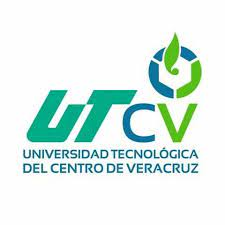 UTCV
UNIVERSIDAD TECNOLÓGICA
DEL CENTRO DE VERACRUZ